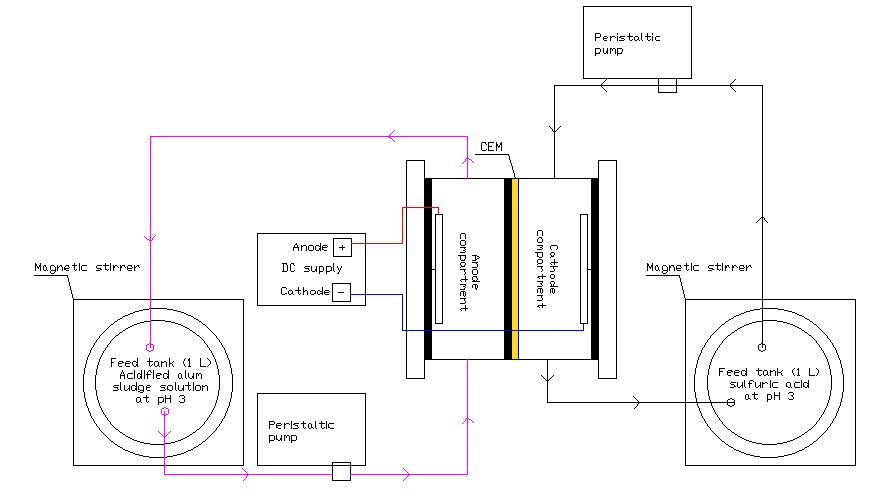 Peristaltic
pump
CEM
Anode +
DC supply
Cathode −
Anode
compartment
Cathode
compartment
Magnetic stirrer
Magnetic stirrer
Feed tank (1 L)
Acidified alum
sludge solution
at pH 3
Feed tank (1 L)
sulfuric acid
at pH 3
Peristaltic
pump